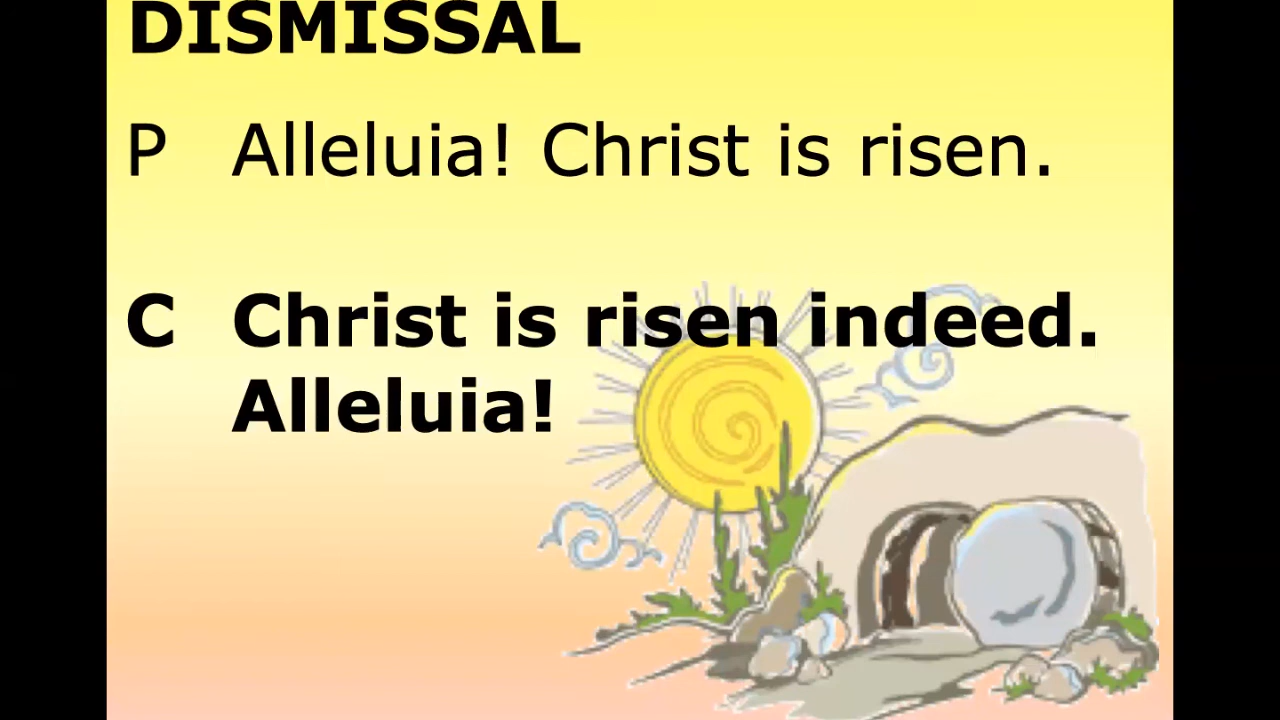 DISMISSAL
P Alleluia! Christ is risen.
C Christ is risen indeed.
Alleluia!